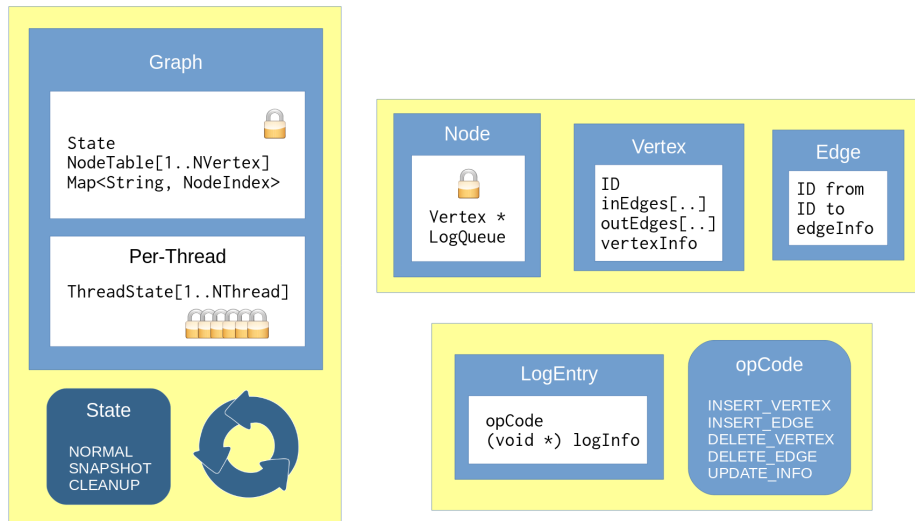 Graph
State
NodeTable[1..NVertex]
Map<String, NodeIndex>
Per-Thread
ThreadState[1..NThread]
State
NORMAL
SNAPSHOT
CLEANUP
Node
Vertex *
LogQueue
Vertex
ID
inEdges[..]
outEdges[..]
vertexInfo
Edge
ID from
ID to
edgeInfo
LogEntry
opCode
(void *) logInfo
opCode
INSERT_VERTEX
INSERT_EDGE
DELETE_VERTEX
DELETE_EDGE
UPDATE_INFO